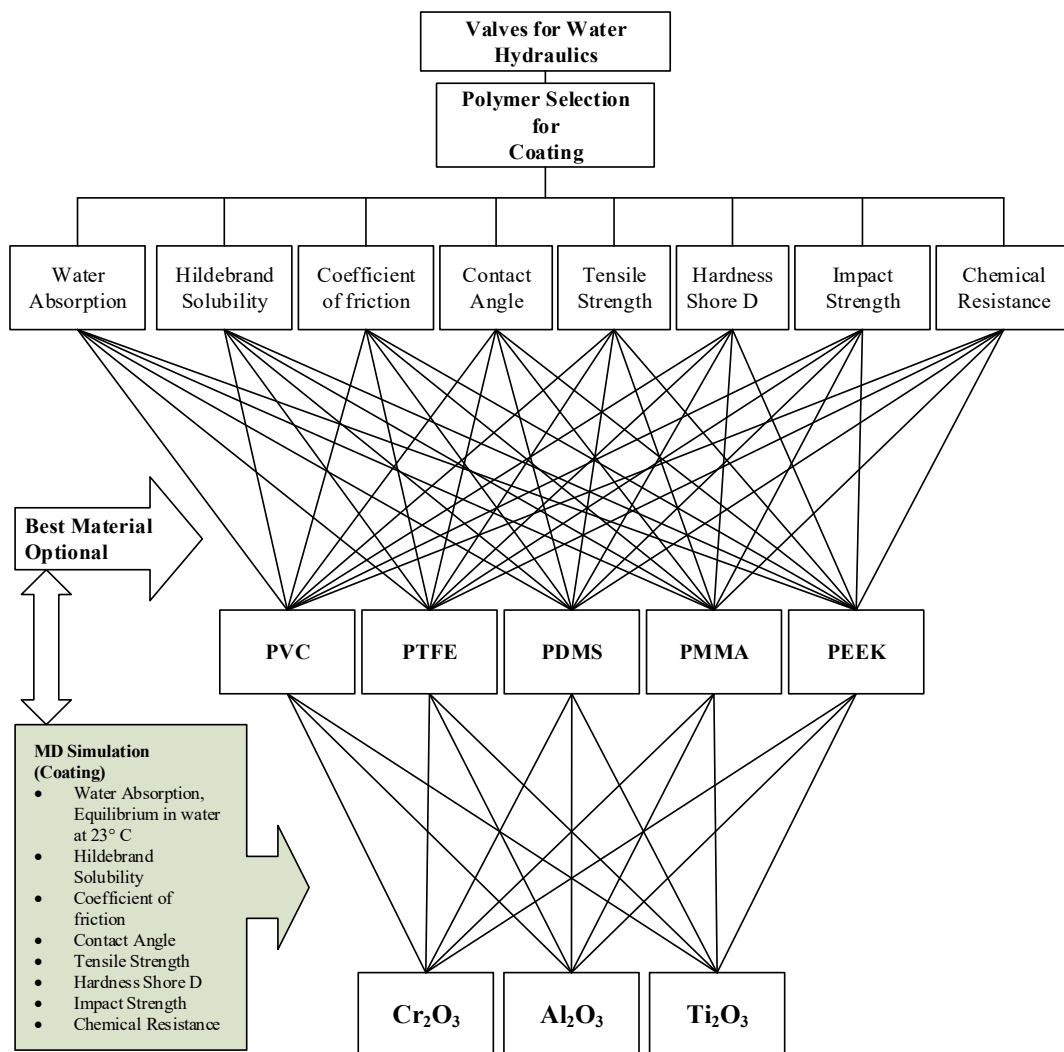 Valves for Water
Hydraulics
Polymer Selection
for
Coating
Water
Absorption
Hildebrand
Solubility
Coefficient
of friction
Contact
Angle
Tensile
Strength
Hardness
Shore D
Impact
Strength
Chemical
Resistance
Best Material
Optional
PVC
PTFE
PDMS
PMMA
PEEK
MD Simulation
(Coating)
• Water Absorption,
Equilibrium in water
at 23° C
• Hildebrand
Solubility
• Coefficient of
friction
• Contact Angle
• Tensile Strength
• Hardness Shore D
• Impact Strength
• Chemical Resistance
Cr₂O₃
Al₂O₃
Ti₂O₃